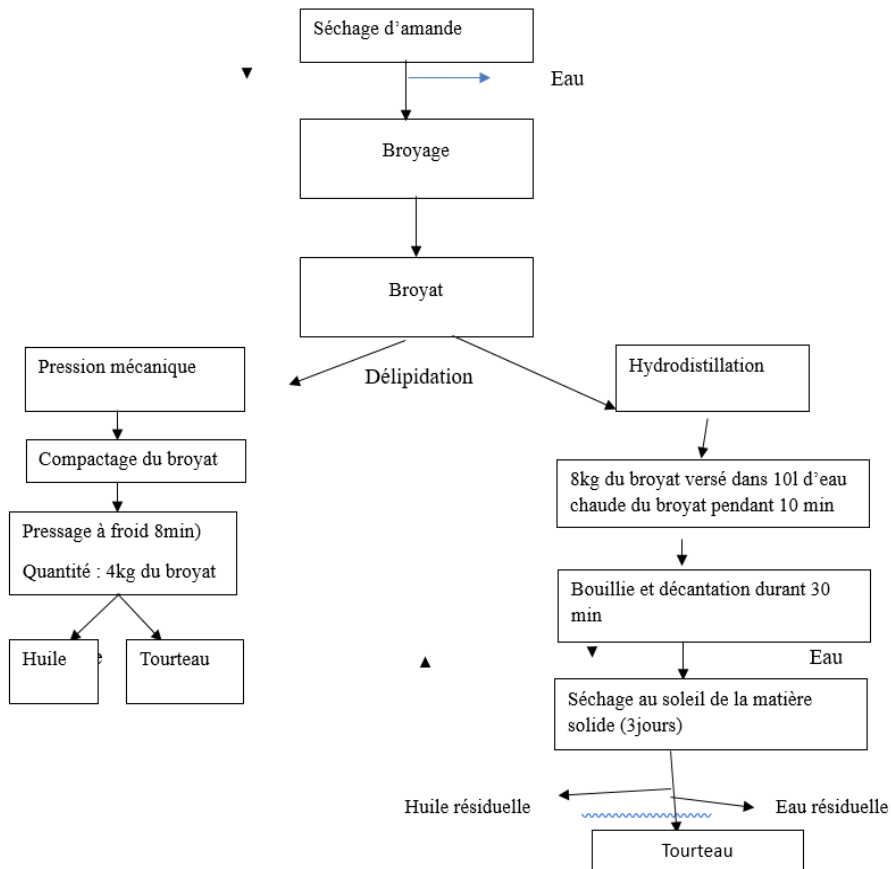 Séchage d’amande
Eau
Broyage
Broyat
Délipidation
Pression mécanique
Compactage du broyat
Pressage à froid 8min)
Quantité : 4kg du broyat
Huile
e
Tourteau
Hydrodistillation
8kg du broyat versé dans 10l d’eau
chaude du broyat pendant 10 min
Bouillie et décantation durant 30
min
Eau
Séchage au soleil de la matière
solide (3jours)
Huile résiduelle
Eau résiduelle
Tourteau